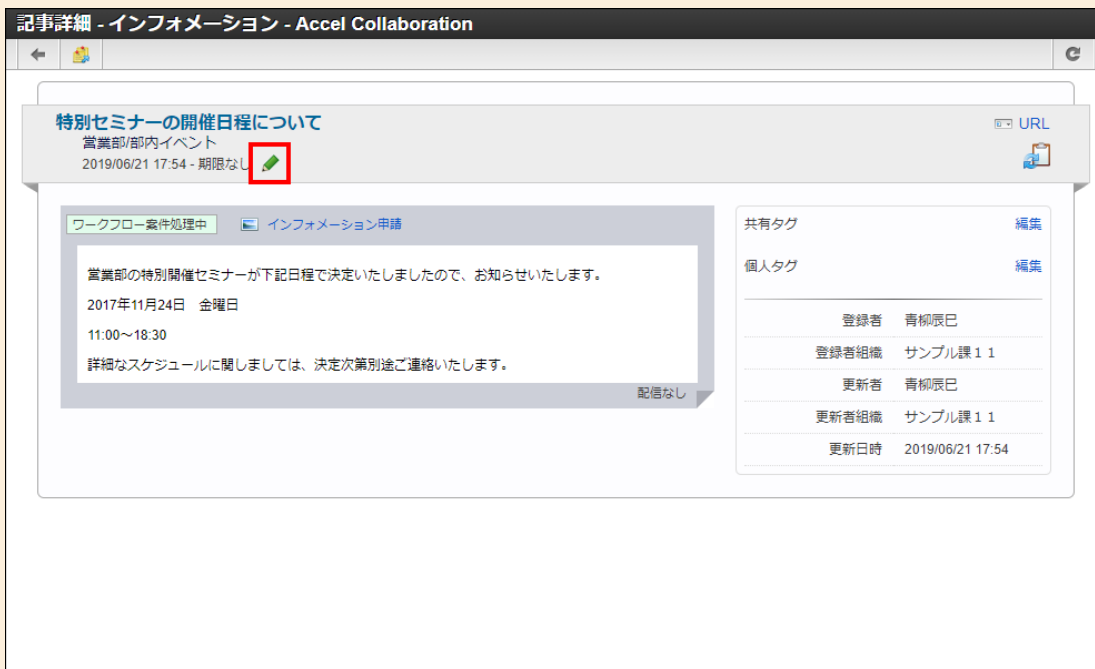 記事詳細 - インフォメーション - Accel Collaboration
特別セミナーの開催日程について
URL
営業部/部内イベント
2019/06/21 17:54 - 期限なし
ワークフロー案件処理中 インフォメーション申請
営業部の特別開催セミナーが下記日程で決定いたしましたので、お知らせいたします。
2017年11月24日　金曜日
11:00～18:30
詳細なスケジュールに関しましては、決定次第別途ご連絡いたします。
配信なし
共有タグ 編集
個人タグ 編集
登録者 青柳辰巳
登録者組織 サンプル課１１
更新者 青柳辰巳
更新者組織 サンプル課１１
更新日時 2019/06/21 17:54